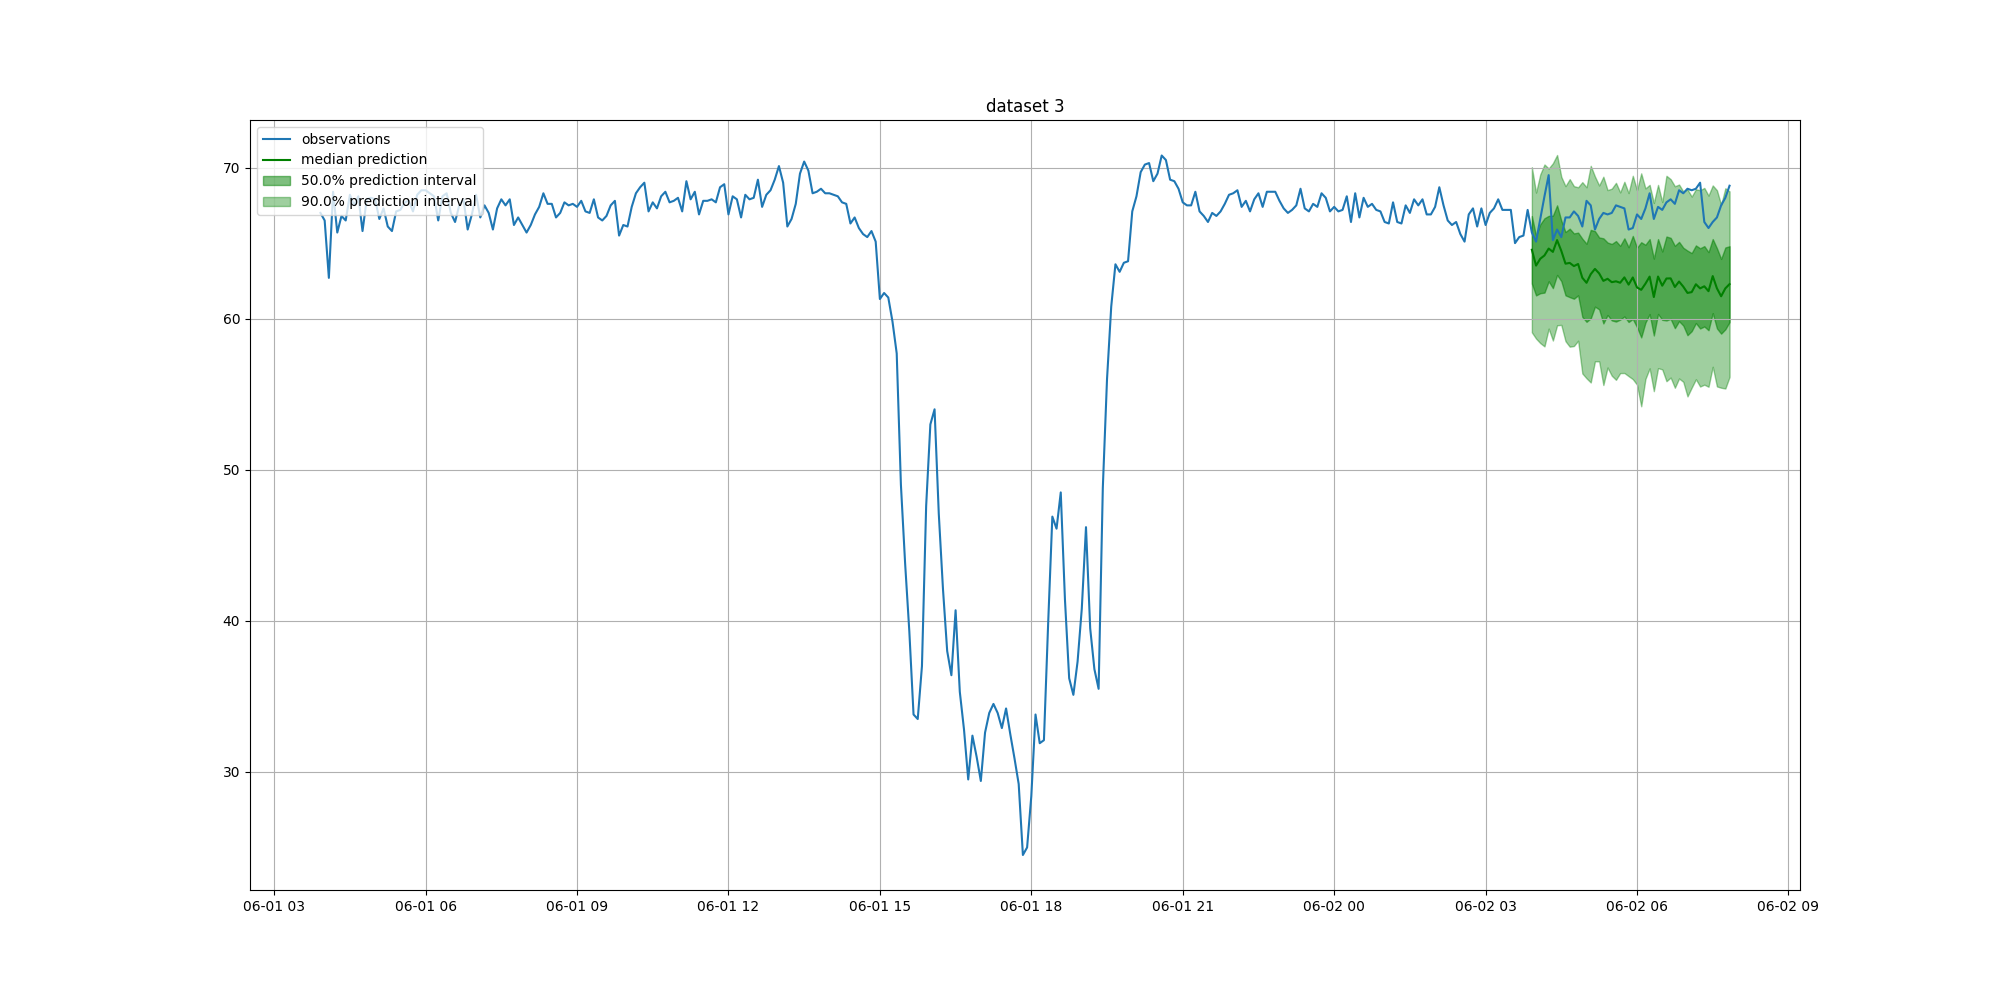 dataset 3
observations
median prediction
50.0% prediction interval
90.0% prediction interval
70
60
50
40
30
06-01 03 06-01 06 06-01 09 06-01 12 06-01 15 06-01 18 06-01 21 06-02 00 06-02 03 06-02 06 06-02 09